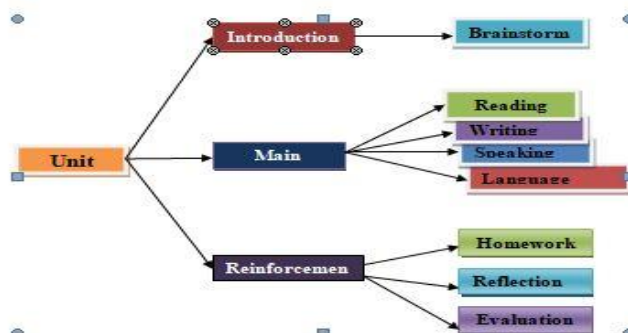 Introduction
Brainstorm
Reading
Writing
Unit
Main
Speaking
Language
Homework
Reinforcemen
Reflection
Evaluation